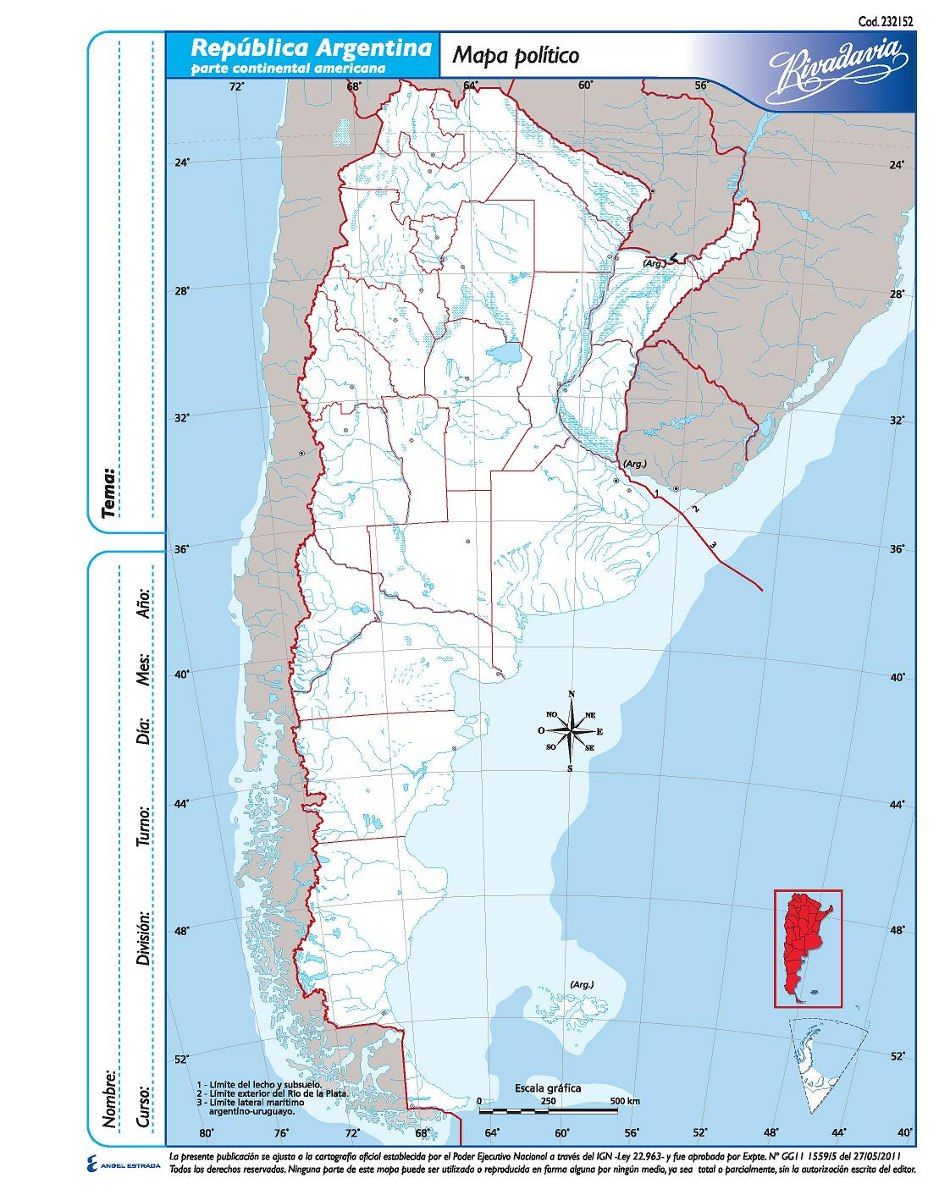 Cod. 232152
República Argentina
parte continental americana
Mapa político
Rivadavia
72°
68°
64°
60°
56°
24°
24°
28°
28°
32°
32°
36°
36°
40°
40°
44°
44°
48°
48°
52°
52°
(Arg.)
(Arg.)
1
2
3
N
NO
NE
O
E
SO
SE
S
(Arg.)
Tema:
Año:
Mes:
Día:
Turno:
División:
Nombre:
Curso:
1 - Límite del lecho y subsuelo.
2 - Límite exterior del Río de la Plata.
3 - Límite lateral marítimo
argentino-uruguayo.
Escala gráfica
0
250
500 km
80°
76°
72°
68°
64°
60°
56°
52°
48°
44°
40°
ANGEL ESTRADA
La presente publicación se ajusta a la cartografía oficial establecida por el Poder Ejecutivo Nacional a través del IGN -Ley 22.963- y fue aprobada por Expte. Nº GG11 1559/5 del 27/05/2011
Todos los derechos reservados. Ninguna parte de este mapa puede ser utilizada o reproducida en forma alguna por ningún medio, ya sea total o parcialmente, sin la autorización escrita del editor.